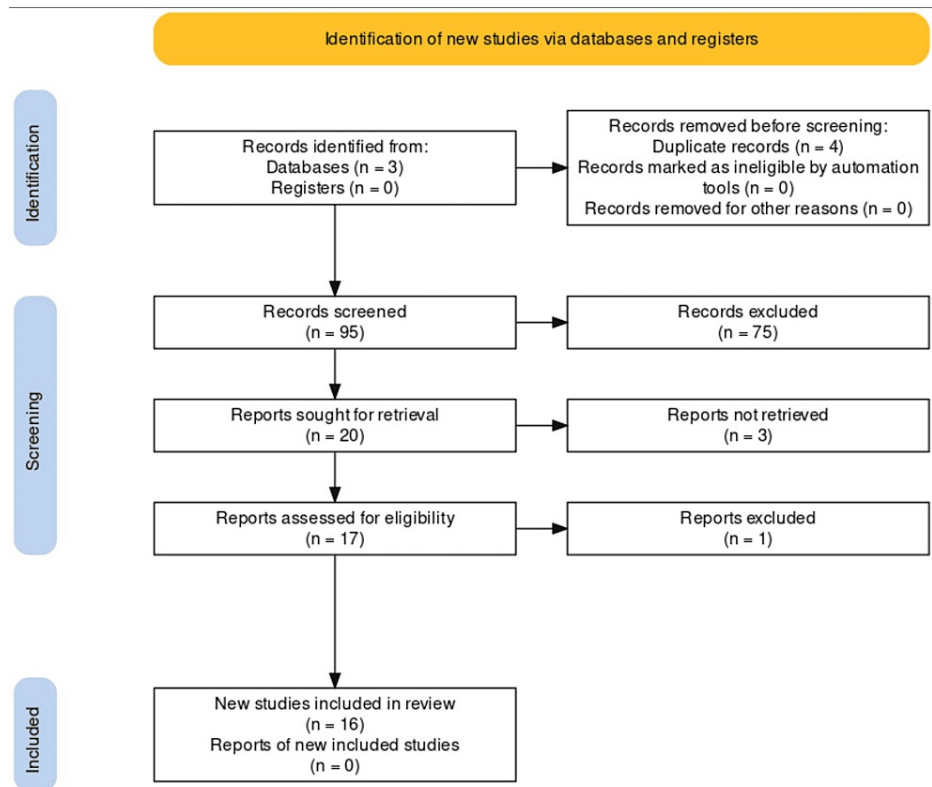 Identification of new studies via databases and registers
Identification
Records identified from:
Databases (n = 3)
Registers (n = 0)
Records removed before screening:
Duplicate records (n = 4)
Records marked as ineligible by automation
tools (n = 0)
Records removed for other reasons (n = 0)
Screening
Records screened
(n = 95)
Records excluded
(n = 75)
Reports sought for retrieval
(n = 20)
Reports not retrieved
(n = 3)
Reports assessed for eligibility
(n = 17)
Reports excluded
(n = 1)
Included
New studies included in review
(n = 16)
Reports of new included studies
(n = 0)